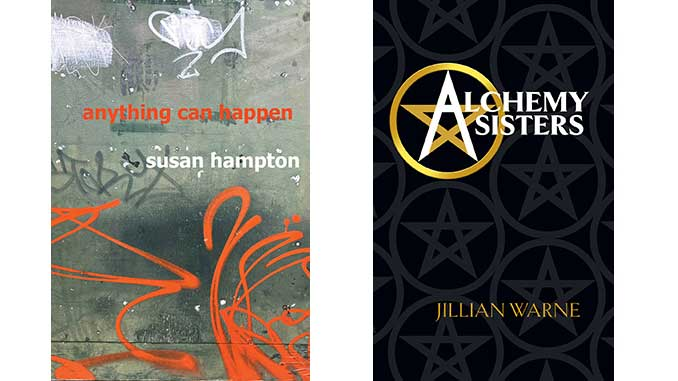 anything can happen
susan hampton
ALCHEMY
SISTERS
JILLIAN WARNE